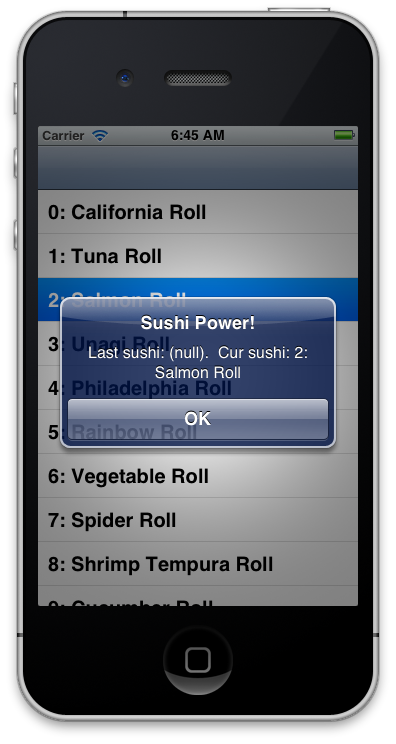 Carrier 6:45 AM
0: California Roll
1: Tuna Roll
2: Salmon Roll
Sushi Power!
3: Unagi Roll
Last sushi: (null).  Cur sushi: 2:
Salmon Roll
4: Philadelphia Roll
OK
5: Rainbow Roll
6: Vegetable Roll
7: Spider Roll
8: Shrimp Tempura Roll
9: Cucumber Roll